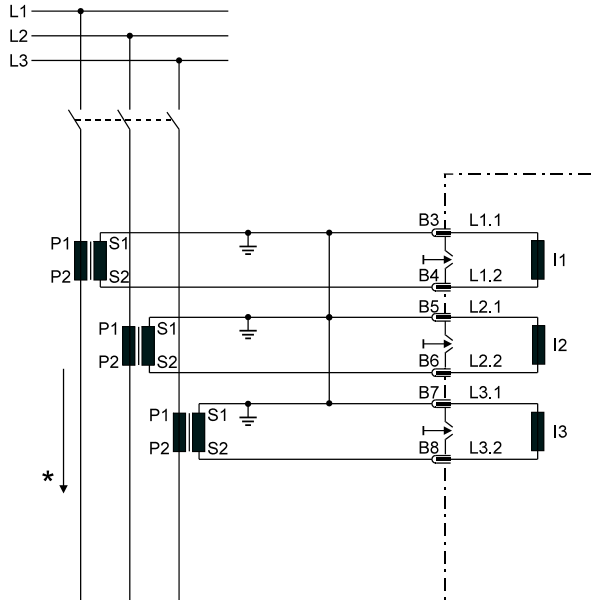 L1
L2
L3
B3 L1.1
P1 S1
I1
P2 S2
B4 L1.2
B5 L2.1
P1 S1
I2
P2 S2
B6 L2.2
B7 L3.1
P1 S1
I3
P2 S2
B8 L3.2
*